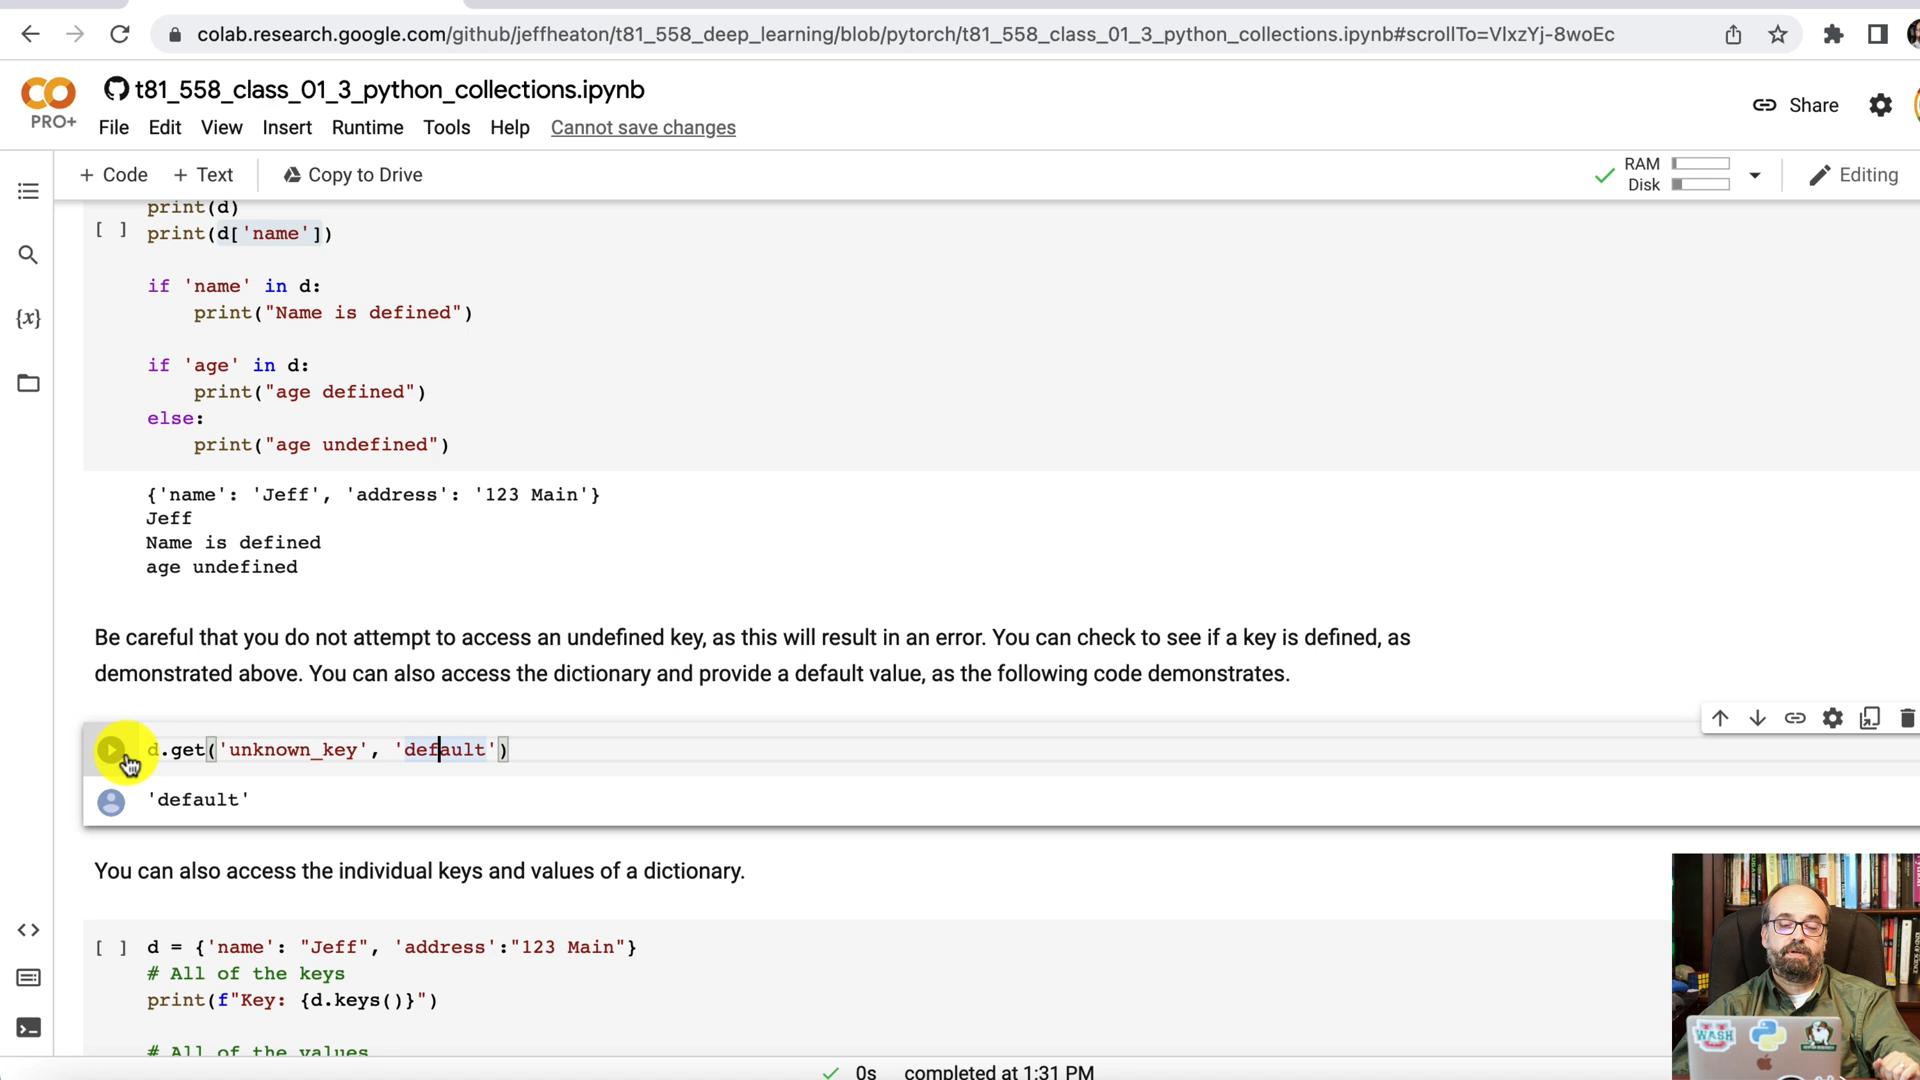 colab.research.google.com/github/jeffheaton/t81_558_deep_learning/blob/pytorch/t81_558_class_01_3_python_collections.ipynb#scrollTo=VlxzYj-8woEc
t81_558_class_01_3_python_collections.ipynb
PRO+
File Edit View Insert Runtime Tools Help Cannot save changes
Share
+ Code + Text Copy to Drive
RAM
Disk
Editing
print(d)
[ ] print(d['name'])
if 'name' in d:
print("Name is defined")
if 'age' in d:
print("age defined")
else:
print("age undefined")
{'name': 'Jeff', 'address': '123 Main'}
Jeff
Name is defined
age undefined
Be careful that you do not attempt to access an undefined key, as this will result in an error. You can check to see if a key is defined, as
demonstrated above. You can also access the dictionary and provide a default value, as the following code demonstrates.
d.get('unknown_key', 'default')
'default'
You can also access the individual keys and values of a dictionary.
[ ] d = {'name': "Jeff", 'address':"123 Main"}
# All of the keys
print(f"Key: {d.keys()}")
# All of the values
0s completed at 1:31 PM
WASH